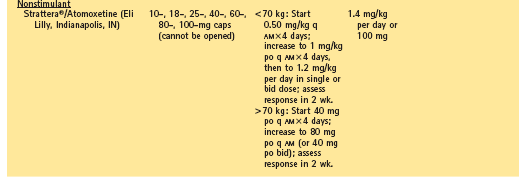 Nonstimulant
Strattera®/Atomoxetine (Eli
Lilly, Indianapolis, IN)
10-, 18-, 25-, 40-, 60-,
80-, 100-mg caps
(cannot be opened)
<70 kg: Start
0.50 mg/kg q
AM×4 days;
increase to 1 mg/kg
po q AM×4 days,
then to 1.2 mg/kg
per day in single or
bid dose; assess
response in 2 wk.
>70 kg: Start 40 mg
po q AM×4 days;
increase to 80 mg
po q AM (or 40 mg
po bid); assess
response in 2 wk.
1.4 mg/kg
per day or
100 mg